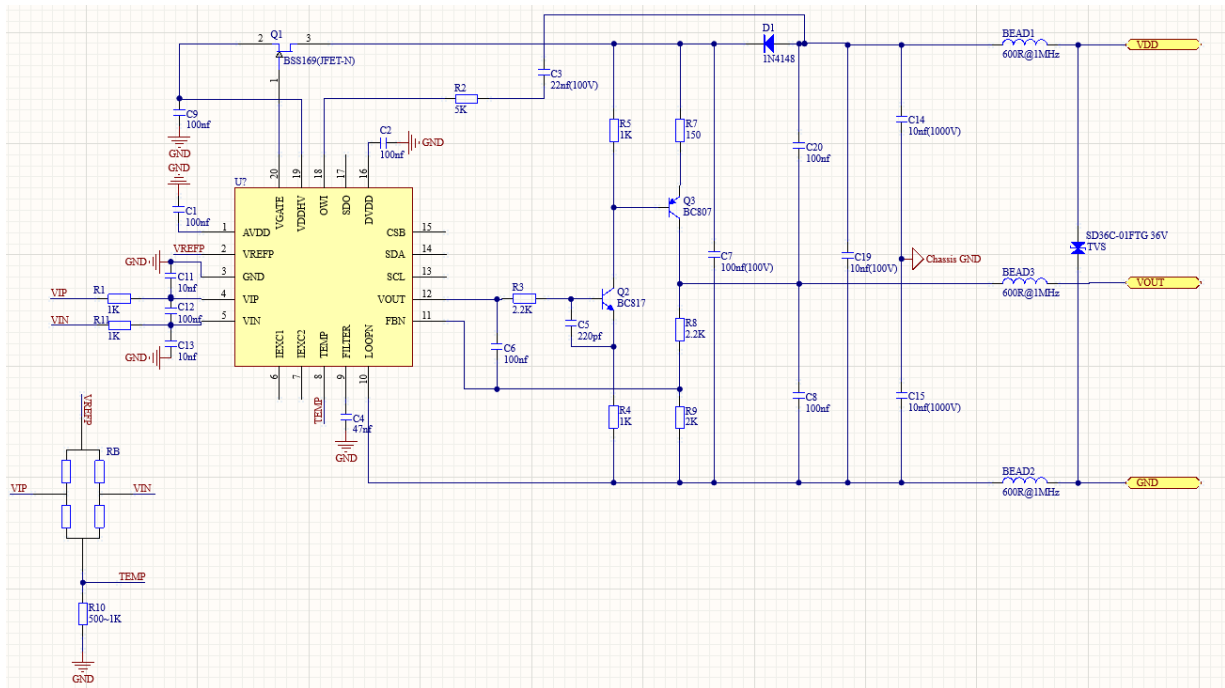 D1
1N4148
Q1
2
3
BSS169(JFET-N)
1
BEAD1
600R@1MHz
VDD
C3
22nf(100V)
R2
5K
C9
100nf
GND
C2
100nf
GND
R5
1K
R7
150
C14
10nf(1000V)
C20
100nf
GND
C1
100nf
U?
20
19
18
17
16
VGATE
VDDHV
OWI
SDO
DVDD
Q3
BC807
1
AVDD
CSB
15
VREFP
2
VREFP
SDA
14
GND
3
GND
SCL
13
C11
10nf
VIP
R1
1K
4
VIP
VOUT
12
C12
100nf
VIN
R11
1K
5
VIN
FBN
11
C13
10nf
GND
IEXC1
IEXC2
TEMP
FILTER
LOOPN
6
7
8
9
10
TEMP
C4
47nf
GND
R3
2.2K
Q2
BC817
C5
220pf
C6
100nf
C7
100nf(100V)
C19
10nf(100V)
Chassis GND
SD36C-01FTG 36V
TVS
BEAD3
600R@1MHz
VOUT
R8
2.2K
R4
1K
R9
2K
C8
100nf
C15
10nf(1000V)
BEAD2
600R@1MHz
GND
VREFP
RB
VIP
VIN
TEMP
R10
500~1K
GND